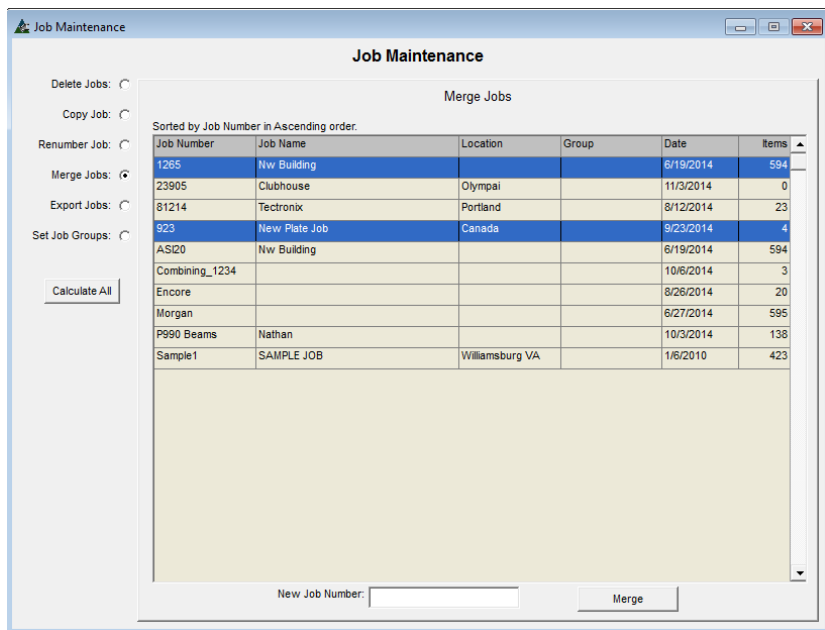 Job Maintenance
Job Maintenance
Delete Jobs:
Copy Job:
Renumber Job:
Merge Jobs:
Export Jobs:
Set Job Groups:
Calculate All
Merge Jobs
Sorted by Job Number in Ascending order.
Job Number Job Name Location Group Date Items
1265 Nw Building 6/19/2014 594
23905 Clubhouse Olympai 11/3/2014 0
81214 Tectronix Portland 8/12/2014 23
923 New Plate Job Canada 9/23/2014 4
ASI20 Nw Building 6/19/2014 594
Combining_1234 10/6/2014 3
Encore 8/26/2014 20
Morgan 6/27/2014 595
P990 Beams Nathan 10/3/2014 138
Sample1 SAMPLE JOB Williamsburg VA 1/6/2010 423
New Job Number:
Merge